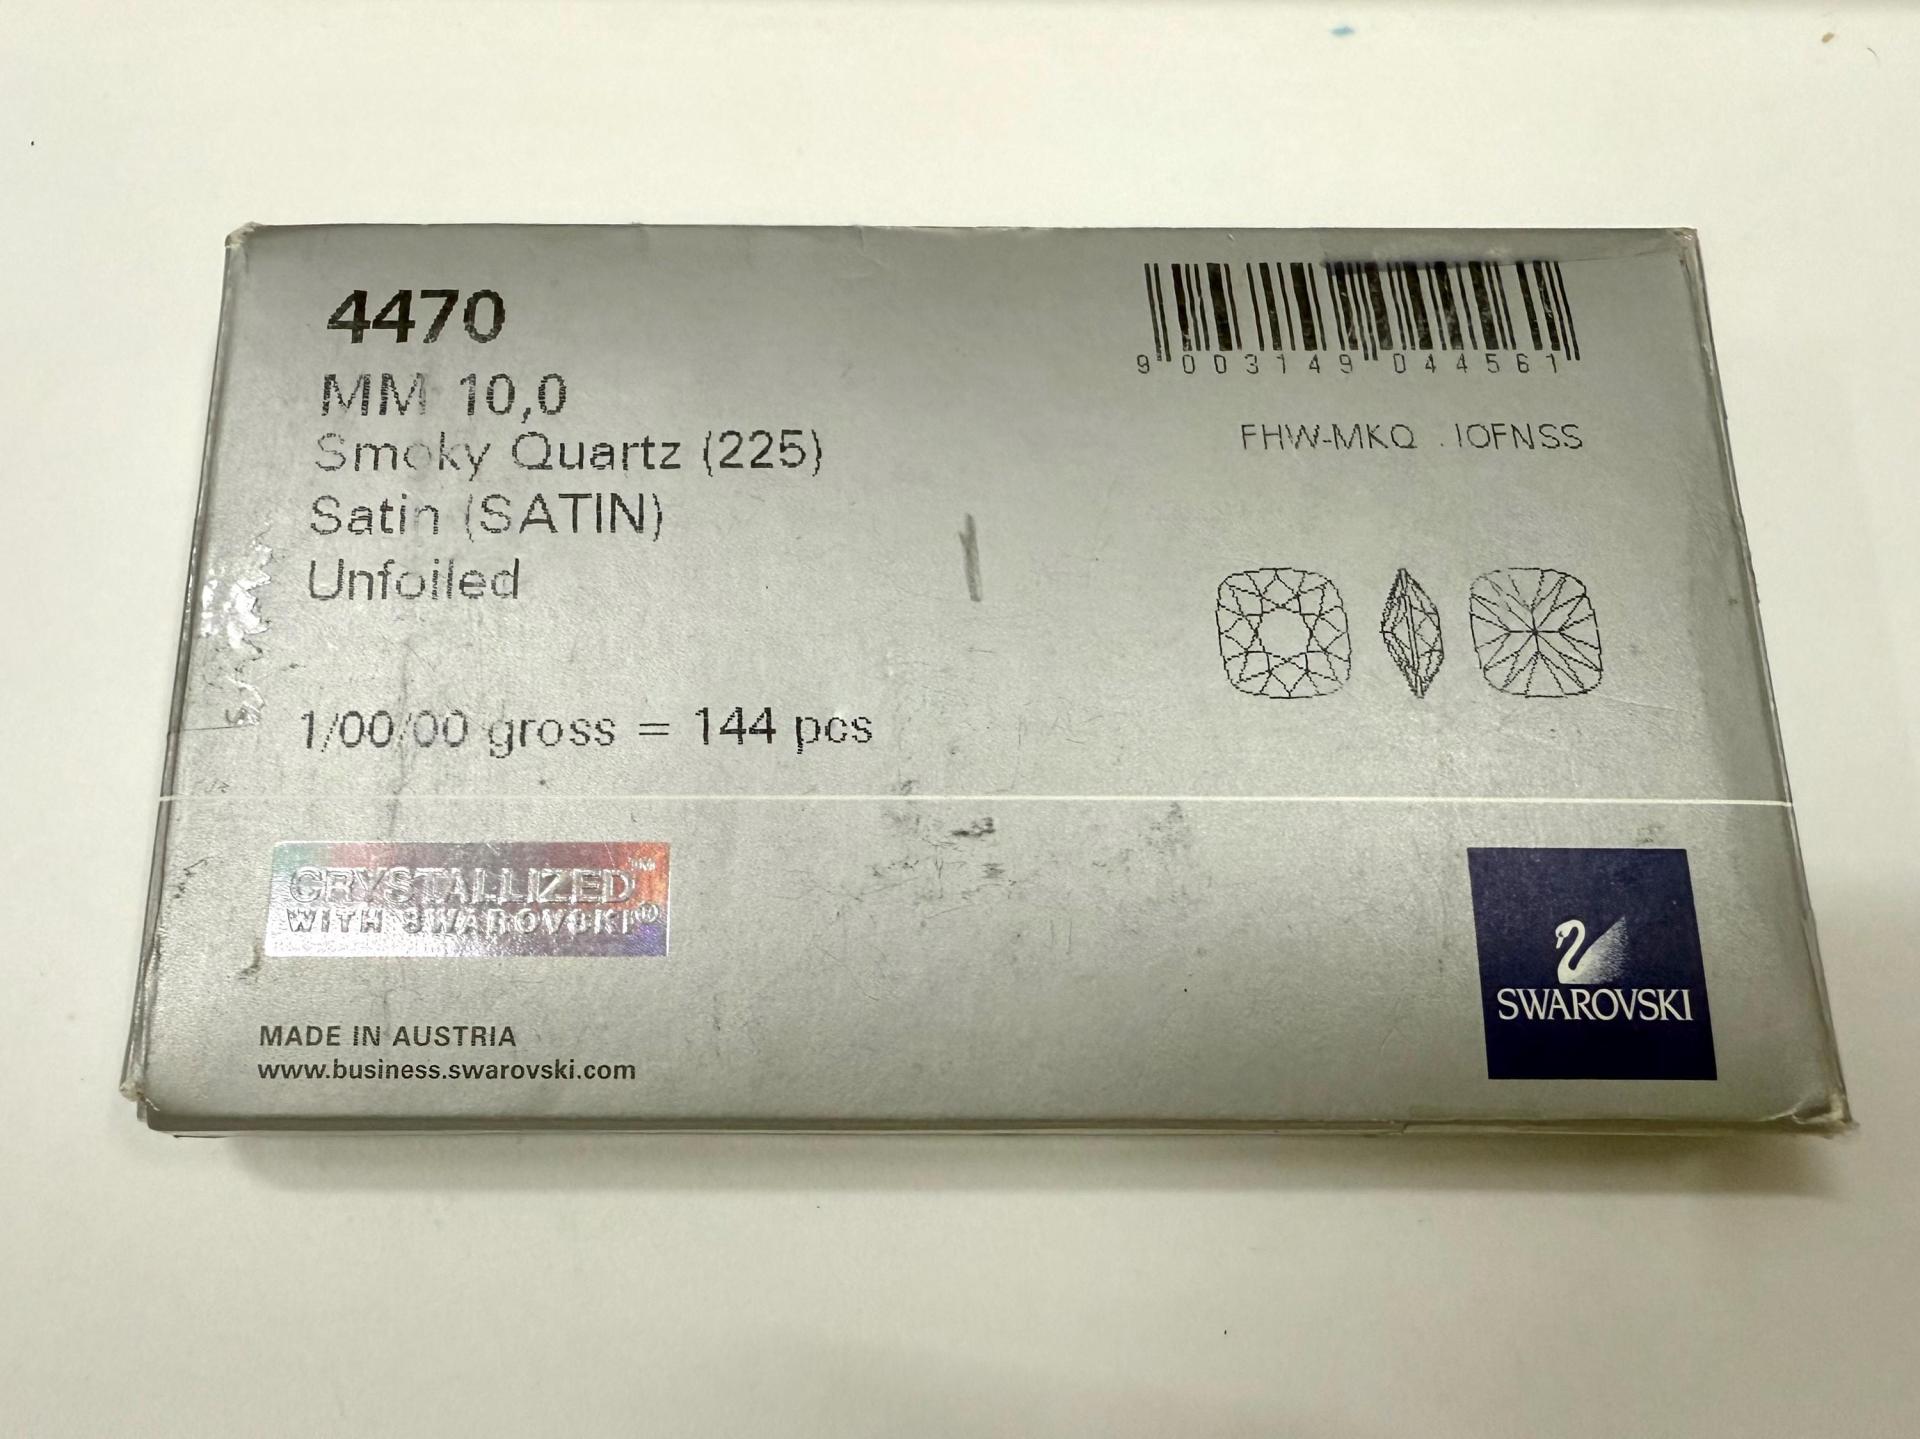 4470
MM 10,0
Smoky Quartz (225)
Satin (SATIN)
Unfoiled
1/00/00 gross = 144 pcs
9 003149 044561
FHW-MKQ . IOFNSS
CRYSTALLIZED™
WITH SWAROVSKI®
MADE IN AUSTRIA
www.business.swarovski.com
SWAROVSKI